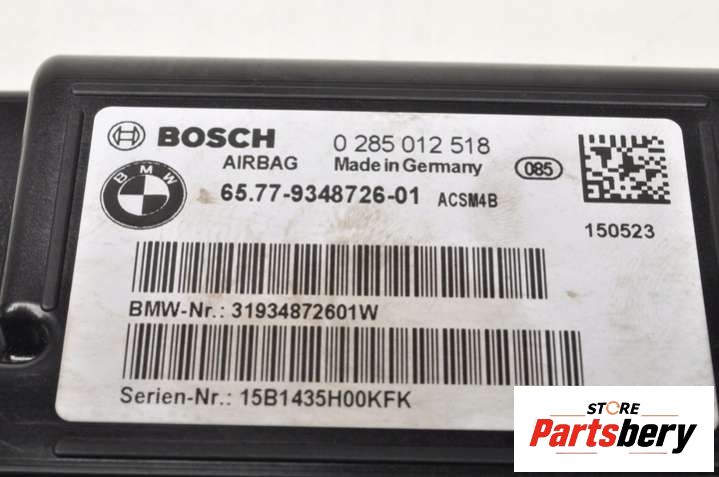 BOSCH 0 285 012 518
AIRBAG Made in Germany 085
BMW 65.77-9348726-01 ACSM4B
150523
BMW-Nr.: 31934872601W
Serien-Nr.: 15B1435H00KFK
STORE
Partsbery